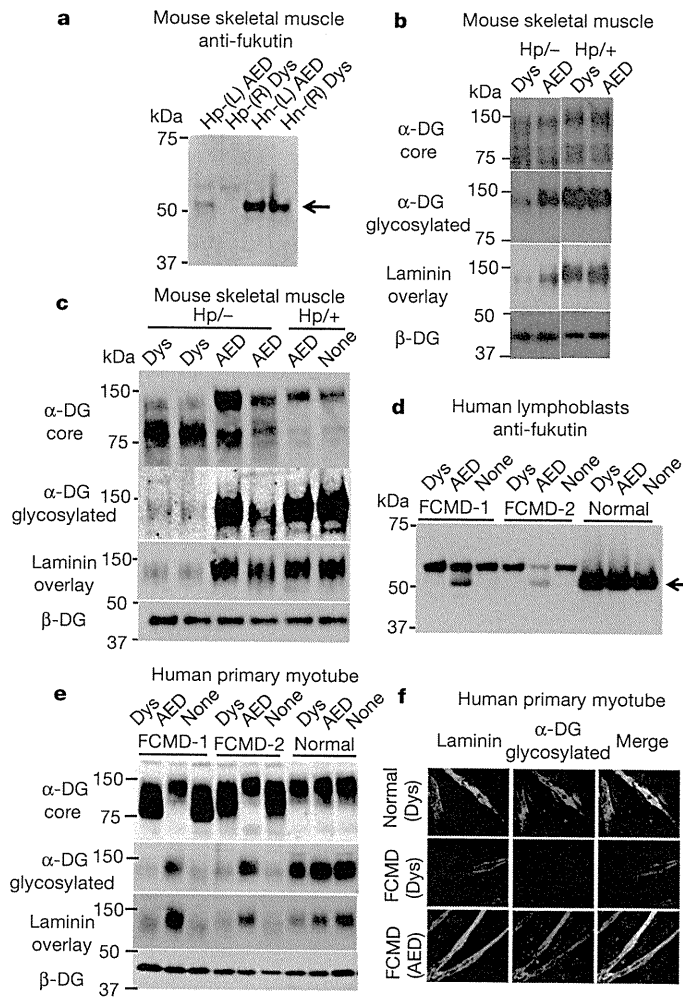 a
Mouse skeletal muscle
anti-fukutin
Hp-(L) AED
Hp-(R) Dys
Hn-(L) AED
Hn-(R) Dys
kDa
75
50
37
b
Mouse skeletal muscle
Hp/– Hp/+
Dys AED Dys AED
kDa
α-DG
core
150
75
α-DG
glycosylated
150
75
Laminin
overlay
150
β-DG
50
37
c
Mouse skeletal muscle
Hp/– Hp/+
Dys Dys AED AED AED None
kDa
α-DG
core
150
75
α-DG
glycosylated
150
Laminin
overlay
150
β-DG
50
37
d
Human lymphoblasts
anti-fukutin
Dys AED None Dys AED None Dys AED None
FCMD-1 FCMD-2 Normal
kDa
75
50
37
e
Human primary myotube
Dys AED None Dys AED None Dys AED None
FCMD-1 FCMD-2 Normal
α-DG
core
150
75
α-DG
glycosylated
150
Laminin
overlay
150
β-DG
50
37
f
Human primary myotube
Laminin α-DG glycosylated Merge
Normal
(Dys)
FCMD
(Dys)
FCMD
(AED)